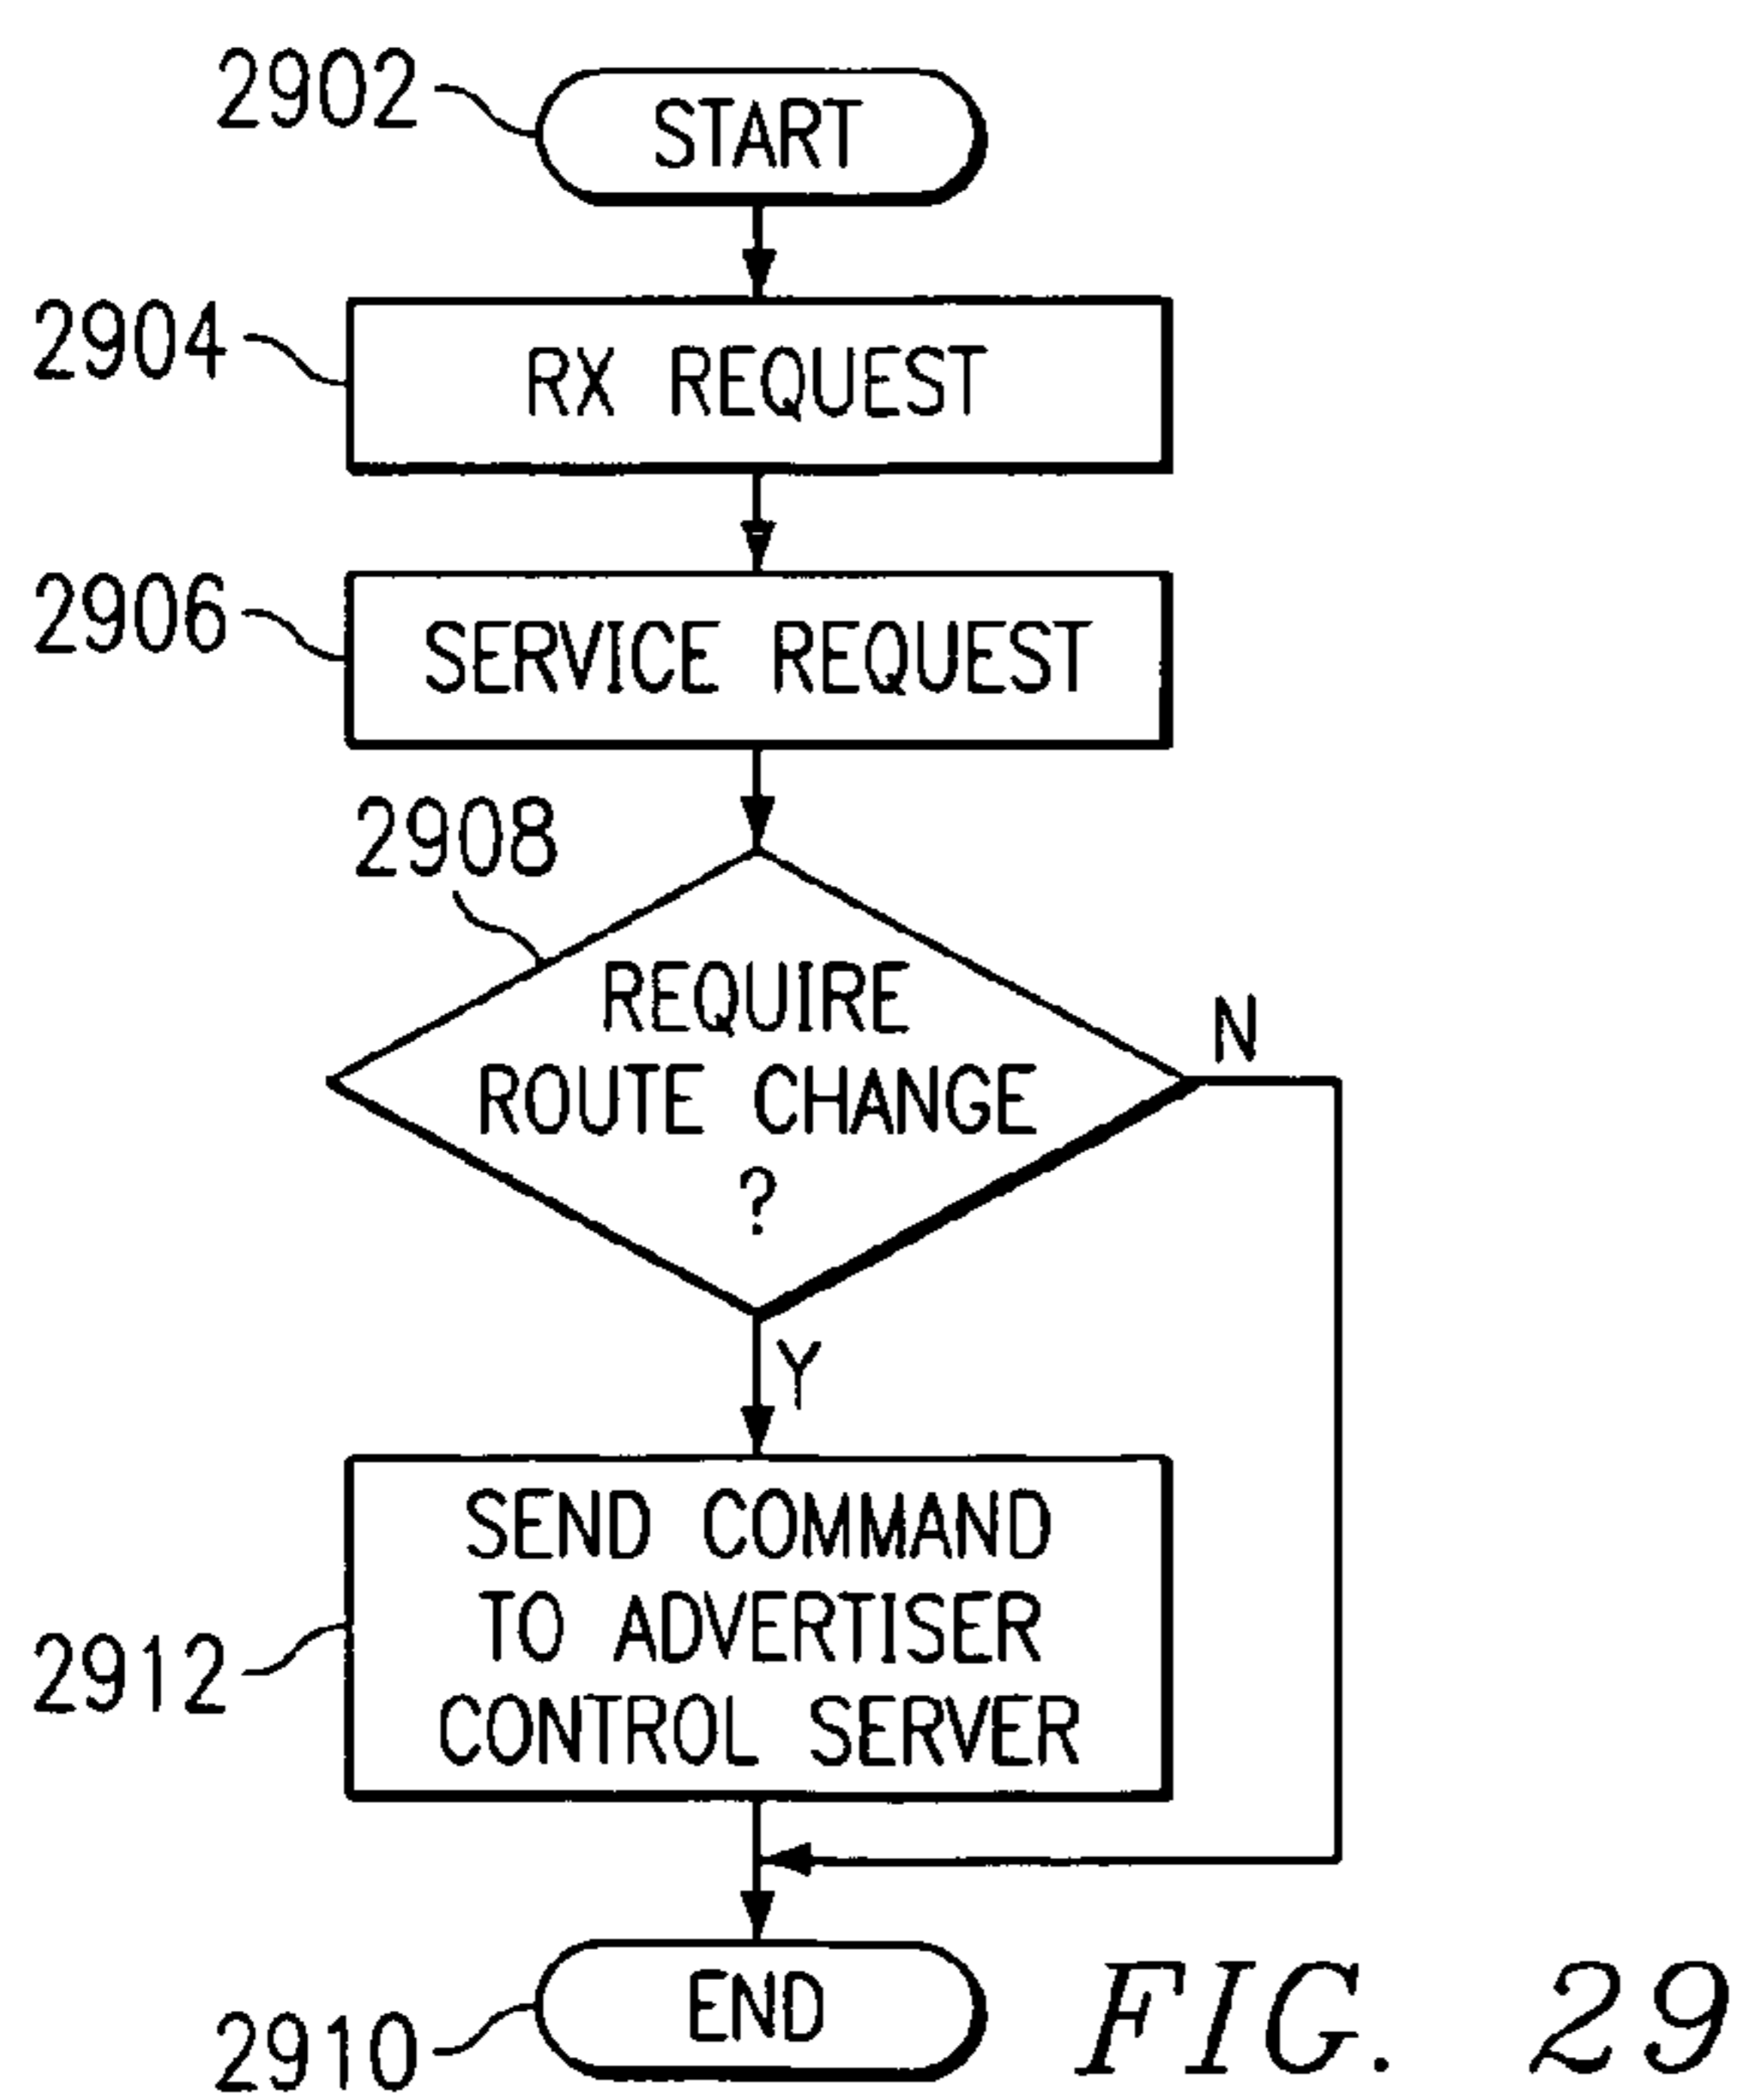 2902
START
2904
RX REQUEST
2906
SERVICE REQUEST
2908
REQUIRE
ROUTE CHANGE
?
N
Y
2912
SEND COMMAND
TO ADVERTISER
CONTROL SERVER
2910
END
FIG. 29